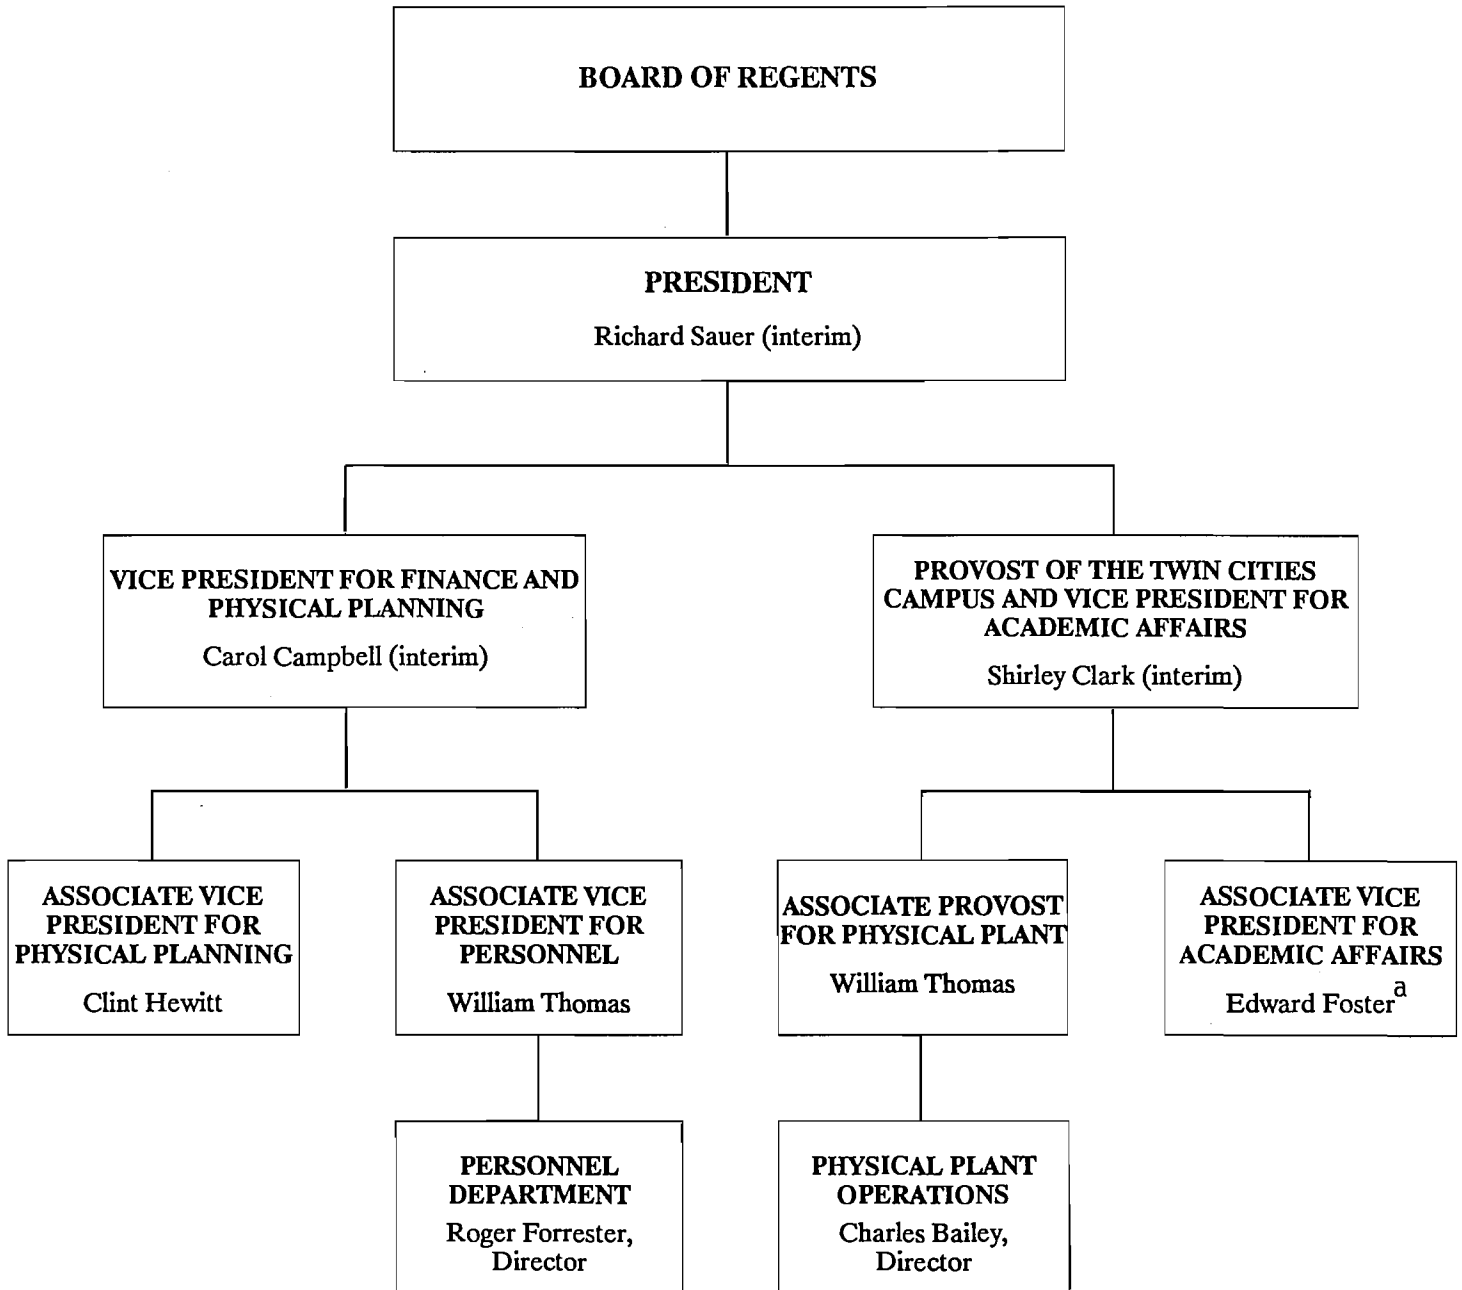 BOARD OF REGENTS
PRESIDENT
Richard Sauer (interim)
VICE PRESIDENT FOR FINANCE AND
PHYSICAL PLANNING
Carol Campbell (interim)
PROVOST OF THE TWIN CITIES
CAMPUS AND VICE PRESIDENT FOR
ACADEMIC AFFAIRS
Shirley Clark (interim)
ASSOCIATE VICE
PRESIDENT FOR
PHYSICAL PLANNING
Clint Hewitt
ASSOCIATE VICE
PRESIDENT FOR
PERSONNEL
William Thomas
ASSOCIATE PROVOST
FOR PHYSICAL PLANT
William Thomas
ASSOCIATE VICE
PRESIDENT FOR
ACADEMIC AFFAIRS
Edward Foster a
PERSONNEL
DEPARTMENT
Roger Forrester,
Director
PHYSICAL PLANT
OPERATIONS
Charles Bailey,
Director